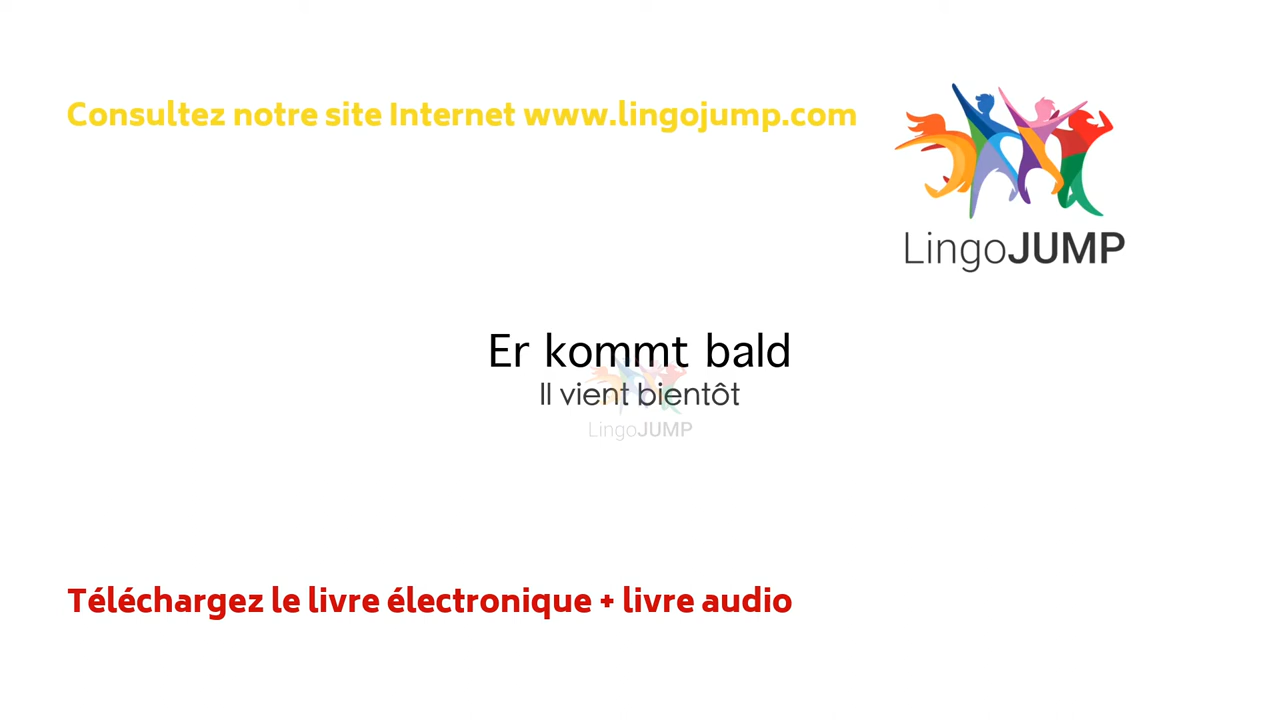 Consultez notre site Internet www.lingojump.com
LingoJUMP
Er kommt bald
Il vient bientôt
LingoJUMP
Téléchargez le livre électronique + livre audio